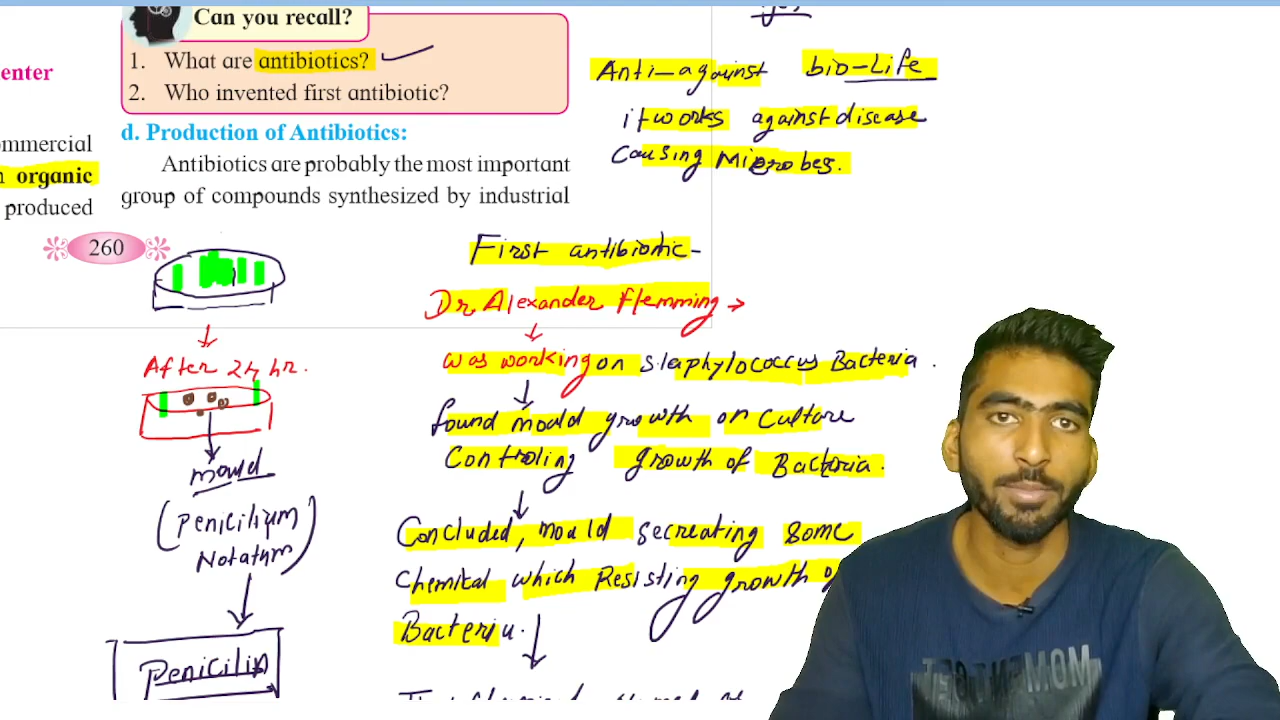 Can you recall?
1. What are antibiotics?
2. Who invented first antibiotic?
enter
ommercial
n organic
produced
260
d. Production of Antibiotics:
Antibiotics are probably the most important
group of compounds synthesized by industrial
Anti-against bio-Life
it works against disease
Causing Microbes.
After 24 hr.
mould
(Penicilium
Notatum)
Penicilin
First antibiotic-
Dr. Alexander Flemming →
was working on staphylococcus Bacteria.
found mould growth on Culture
Controling growth of Bacteria.
Concluded, mould secreating some
Chemical which Resisting growth
Bacteria.